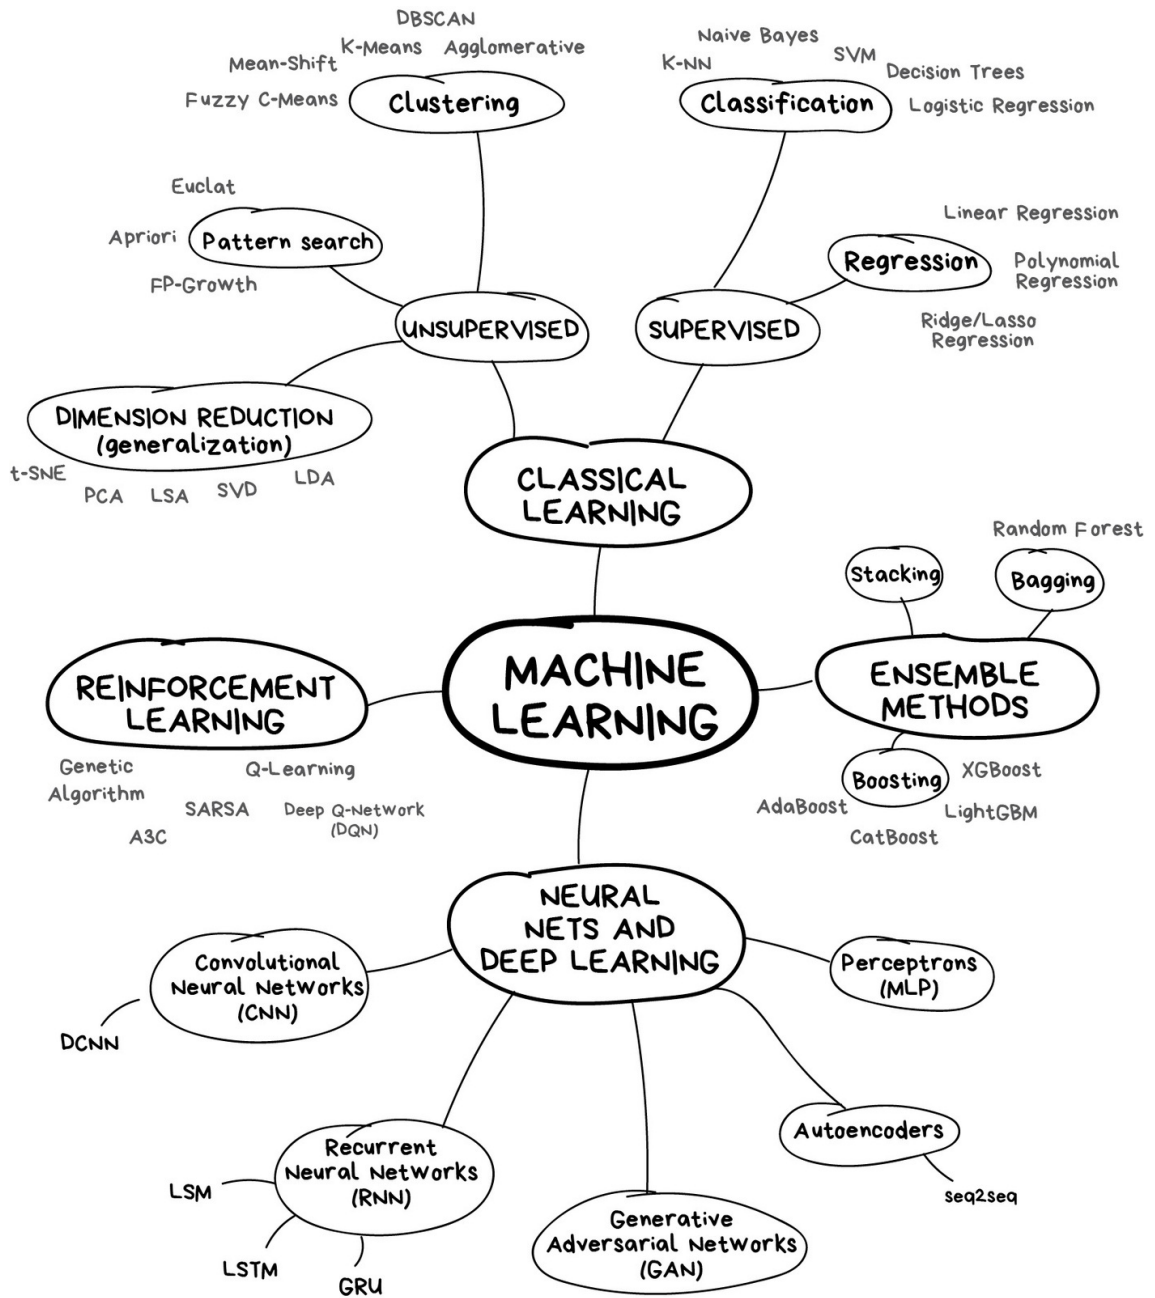 DBSCAN
K-Means
Agglomerative
Mean-Shift
Fuzzy C-Means
Clustering
Naive Bayes
K-NN
SVM
Decision Trees
Classification
Logistic Regression
Euclat
Apriori
Pattern search
FP-Growth
Linear Regression
Regression
Polynomial
Regression
Ridge/Lasso
Regression
UNSUPERVISED
SUPERVISED
DIMENSION REDUCTION
(generalization)
t-SNE
PCA
LSA
SVD
LDA
CLASSICAL
LEARNING
Random Forest
Stacking
Bagging
REINFORCEMENT
LEARNING
MACHINE
LEARNING
ENSEMBLE
METHODS
Genetic
Algorithm
Q-Learning
SARSA
Deep Q-Network
(DQN)
A3C
Boosting
XGBoost
AdaBoost
LightGBM
CatBoost
NEURAL
NETS AND
DEEP LEARNING
Convolutional
Neural Networks
(CNN)
DCNN
Perceptrons
(MLP)
Recurrent
Neural Networks
(RNN)
LSM
LSTM
GRU
Generative
Adversarial Networks
(GAN)
Autoencoders
seq2seq